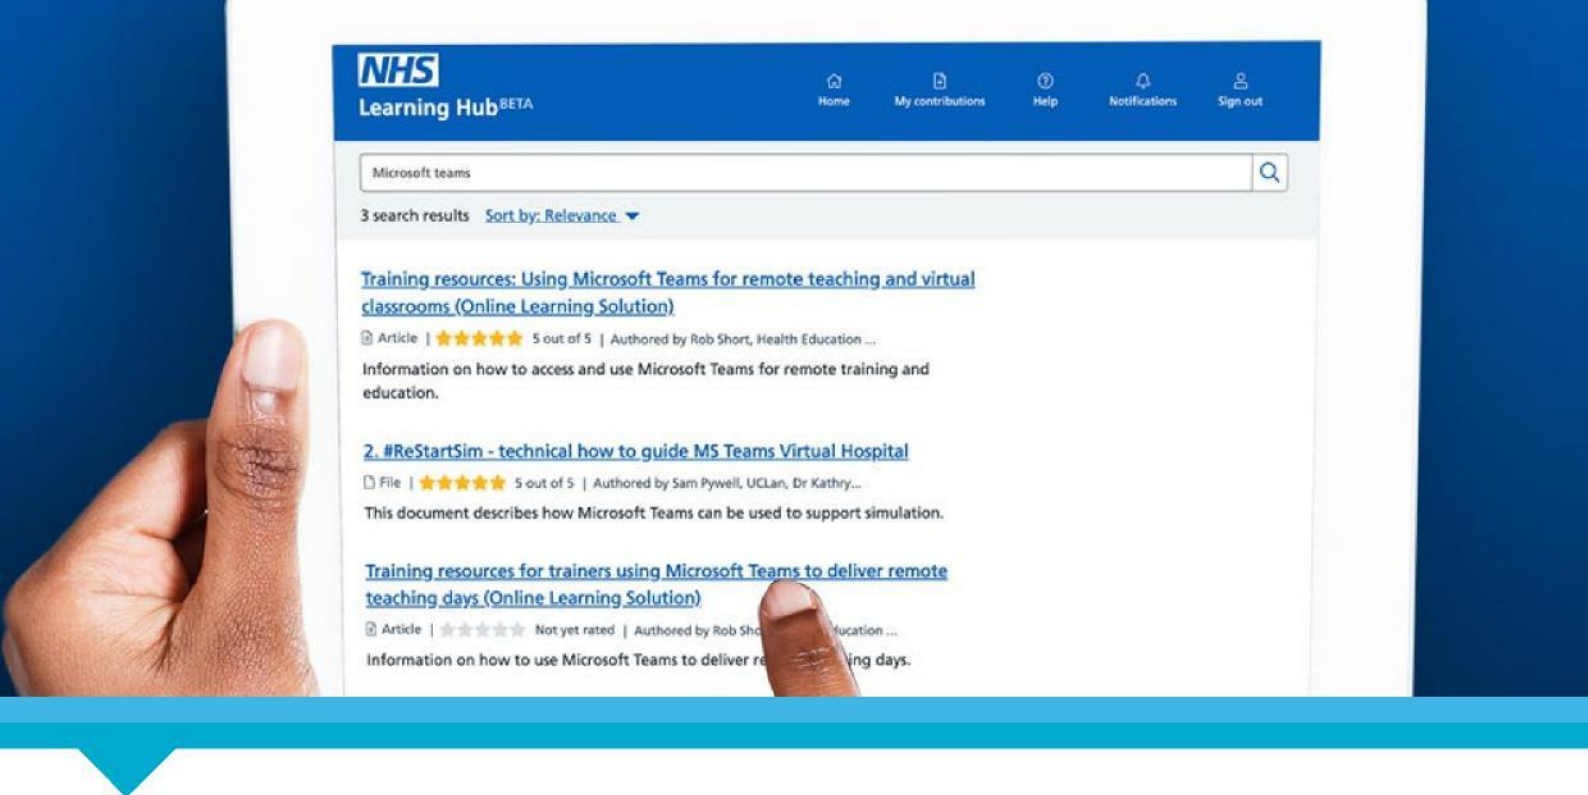 NHS
Learning Hub BETA
Home My contributions Help Notifications Sign out
Microsoft teams
3 search results Sort by: Relevance
Training resources: Using Microsoft Teams for remote teaching and virtual
classrooms (Online Learning Solution)
Article | 5 out of 5 | Authored by Rob Short, Health Education ...
Information on how to access and use Microsoft Teams for remote training and
education.
2. #ReStartSim - technical how to guide MS Teams Virtual Hospital
File | 5 out of 5 | Authored by Sam Pywell, UCLan, Dr Kathry...
This document describes how Microsoft Teams can be used to support simulation.
Training resources for trainers using Microsoft Teams to deliver remote
teaching days (Online Learning Solution)
Article | Not yet rated | Authored by Rob
Information on how to use Microsoft Teams to deliver days.